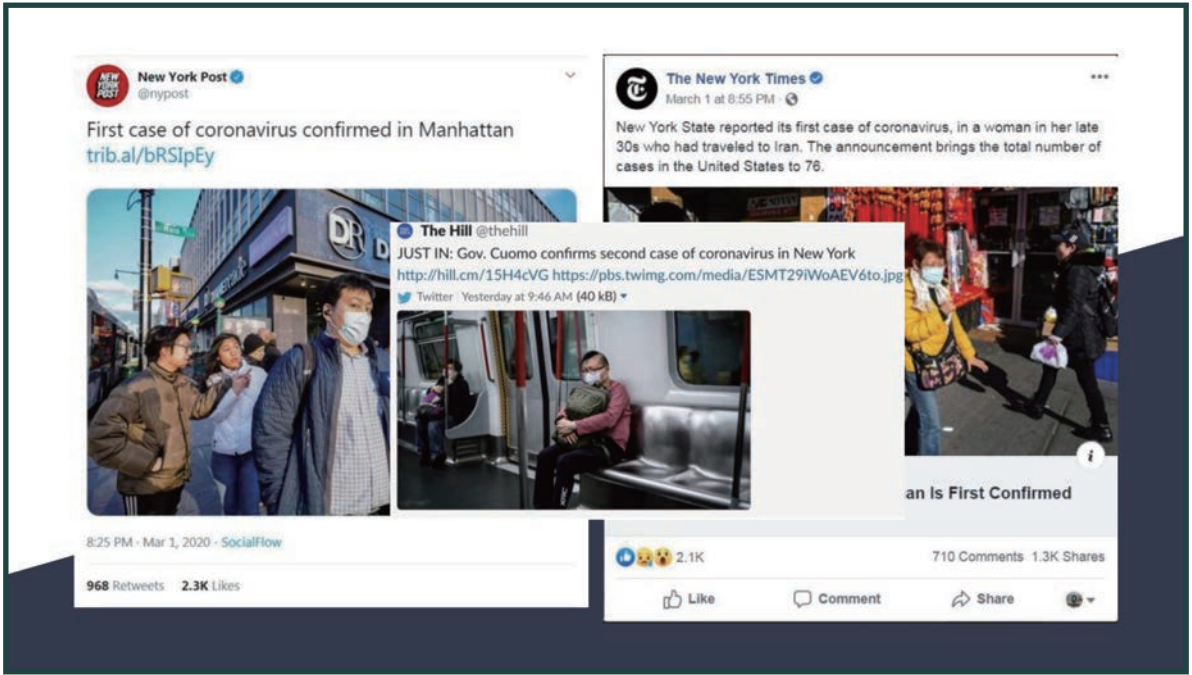 NEW
YORK
POST
New York Post
@nypost
First case of coronavirus confirmed in Manhattan
trib.al/bRSIpEy
DR
D
8:25 PM · Mar 1, 2020 · SocialFlow
968 Retweets 2.3K Likes
The Hill @thehill
JUST IN: Gov. Cuomo confirms second case of coronavirus in New York
http://hill.cm/15H4cVG https://pbs.twimg.com/media/ESMT29iWoAEV6to.jpg
Twitter | Yesterday at 9:46 AM (40 kB)
The New York Times
March 1 at 8:55 PM ·
New York State reported its first case of coronavirus, in a woman in her late
30s who had traveled to Iran. The announcement brings the total number of
cases in the United States to 76.
i
an Is First Confirmed
2.1K
710 Comments 1.3K Shares
Like Comment Share